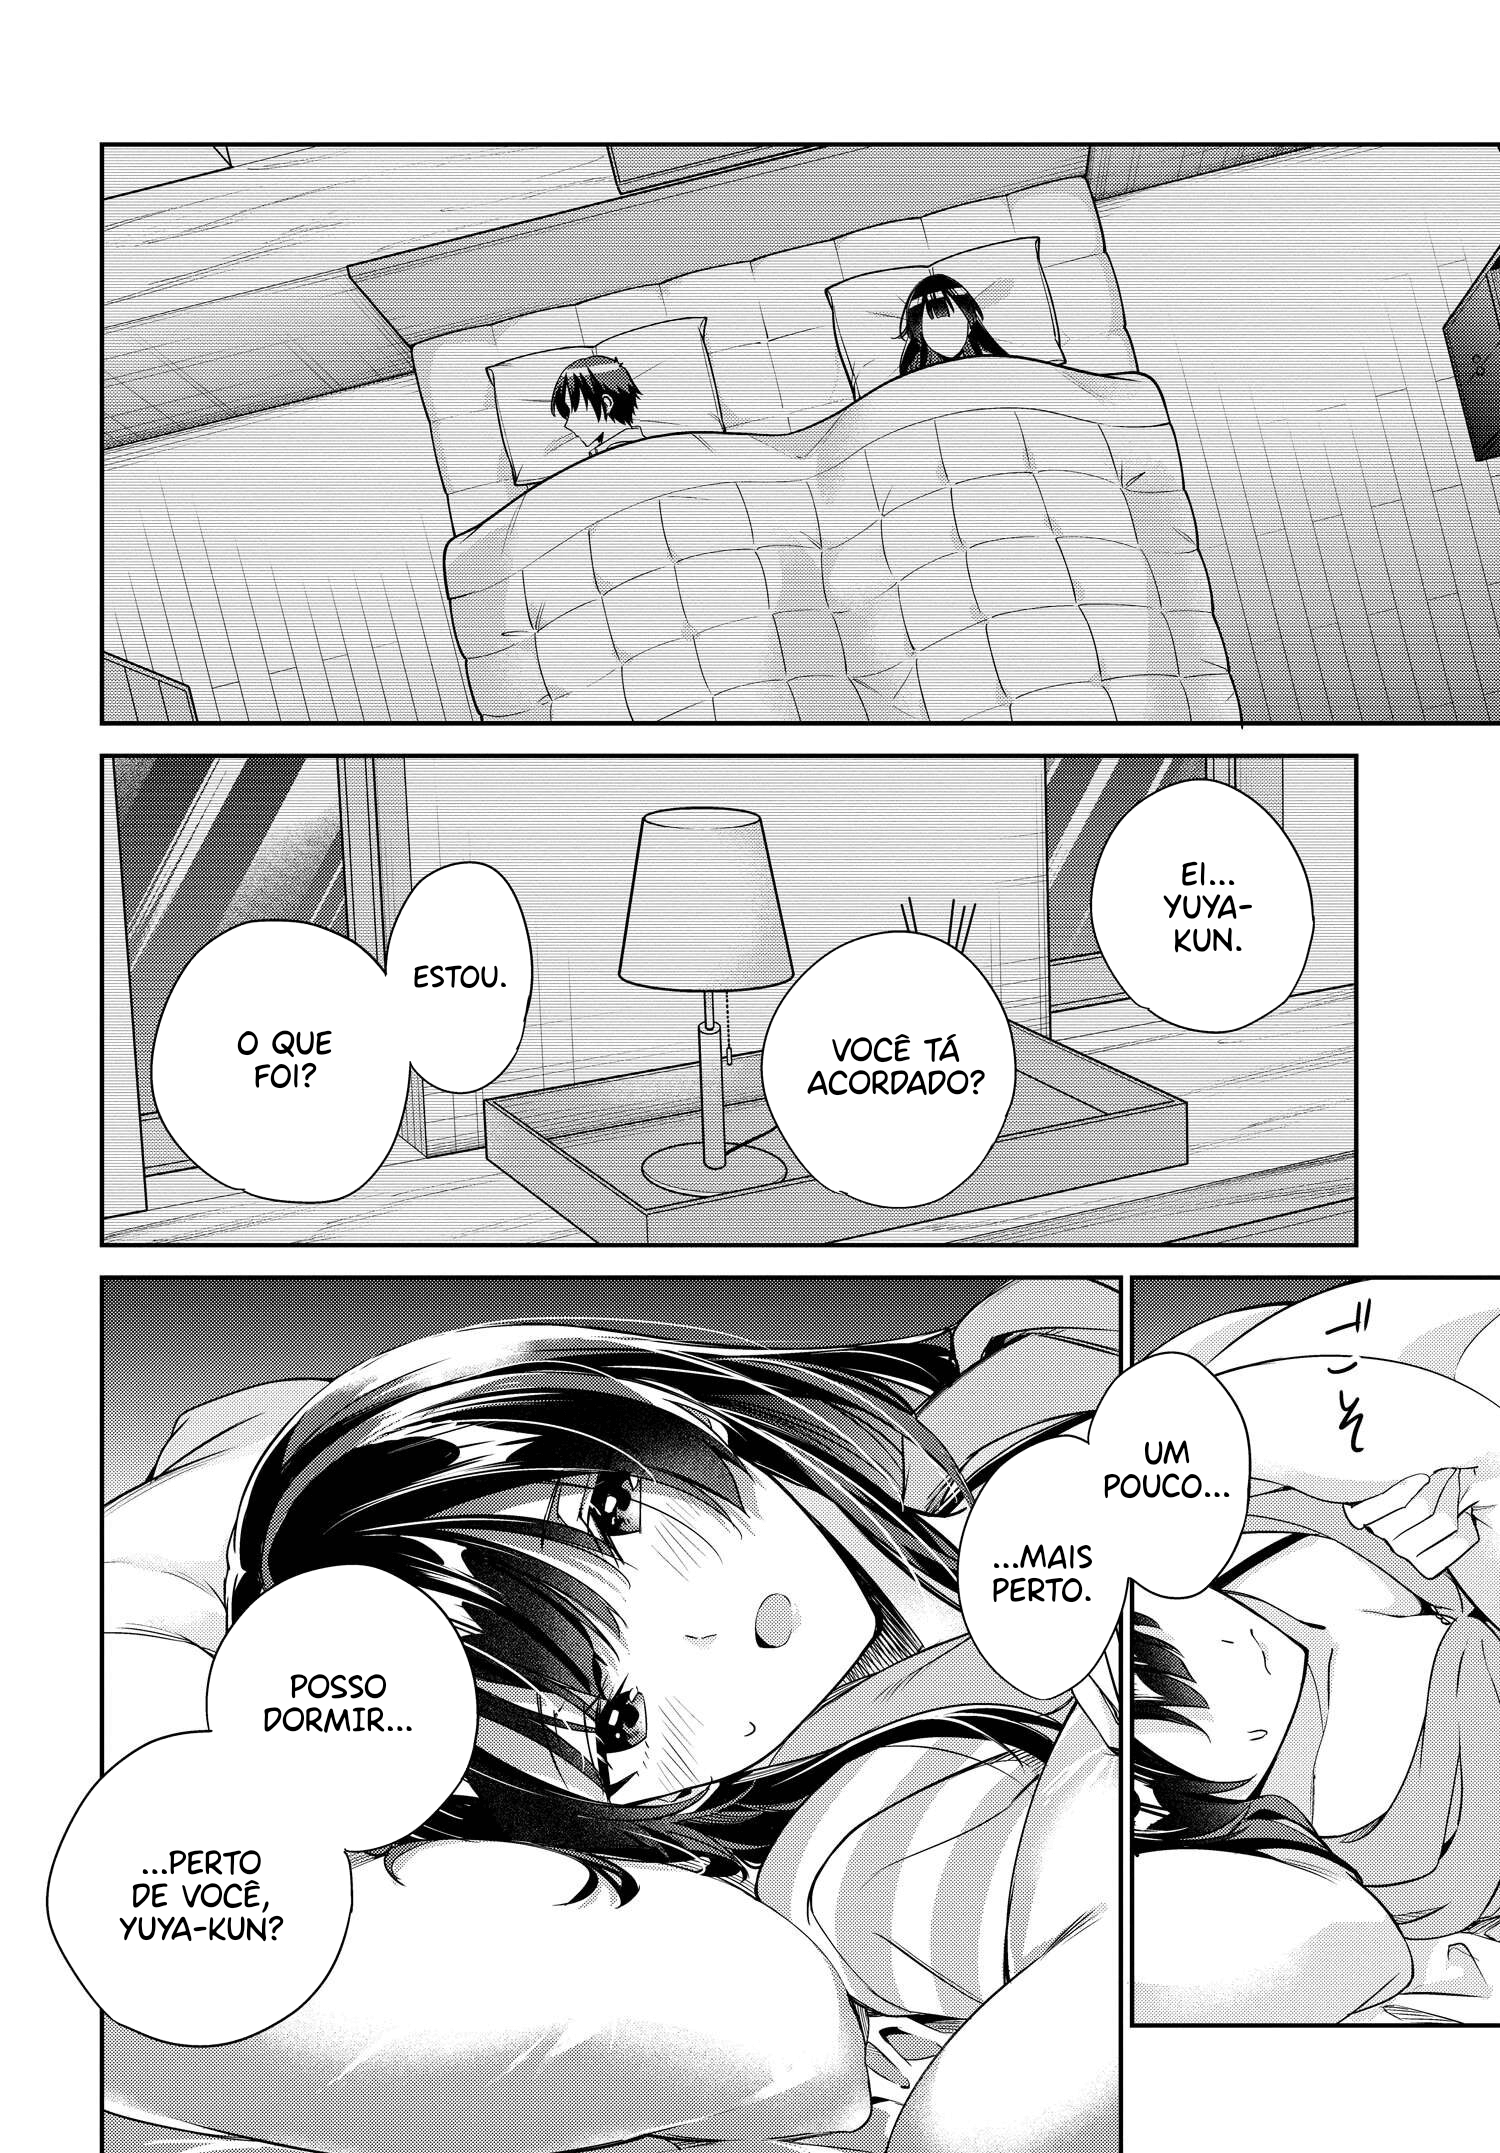 EI...
YUYA-
KUN.
VOCÊ TÁ
ACORDADO?
ESTOU.
O QUE
FOI?
UM
POUCO...
...MAIS
PERTO.
POSSO
DORMIR...
...PERTO
DE VOCÊ,
YUYA-KUN?